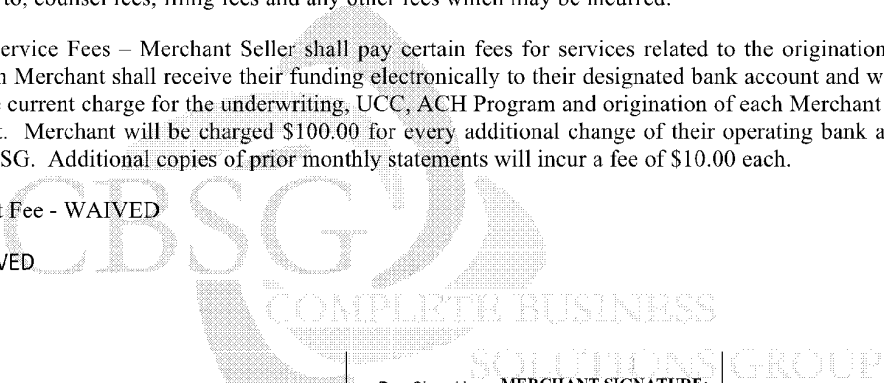 to, counsel fees, filing fees and any other fees which may be incurred.
ervice Fees – Merchant Seller shall pay certain fees for services related to the origination
n Merchant shall receive their funding electronically to their designated bank account and w
e current charge for the underwriting, UCC, ACH Program and origination of each Merchant
t. Merchant will be charged $100.00 for every additional change of their operating bank a
SG. Additional copies of prior monthly statements will incur a fee of $10.00 each.
t Fee - WAIVED
CBSG
VED
COMPLETE BUSINESS
SOLUTIONS GROUP
MERCHANT SIGNATURE